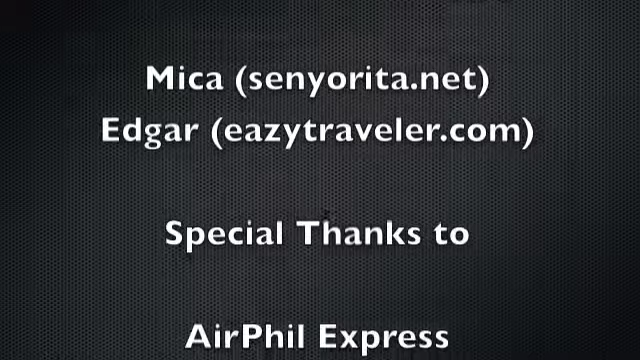 Mica (senyorita.net)
Edgar (eazytraveler.com)
Special Thanks to
AirPhil Express